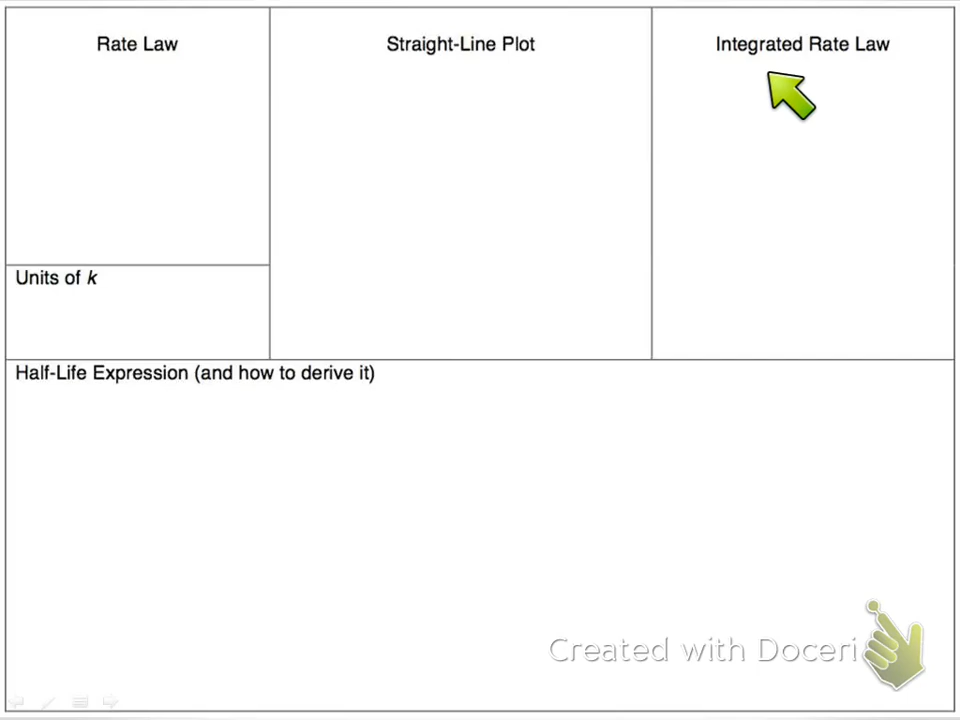 Rate Law
Straight-Line Plot
Integrated Rate Law
Units of k
Half-Life Expression (and how to derive it)
Created with Doceri